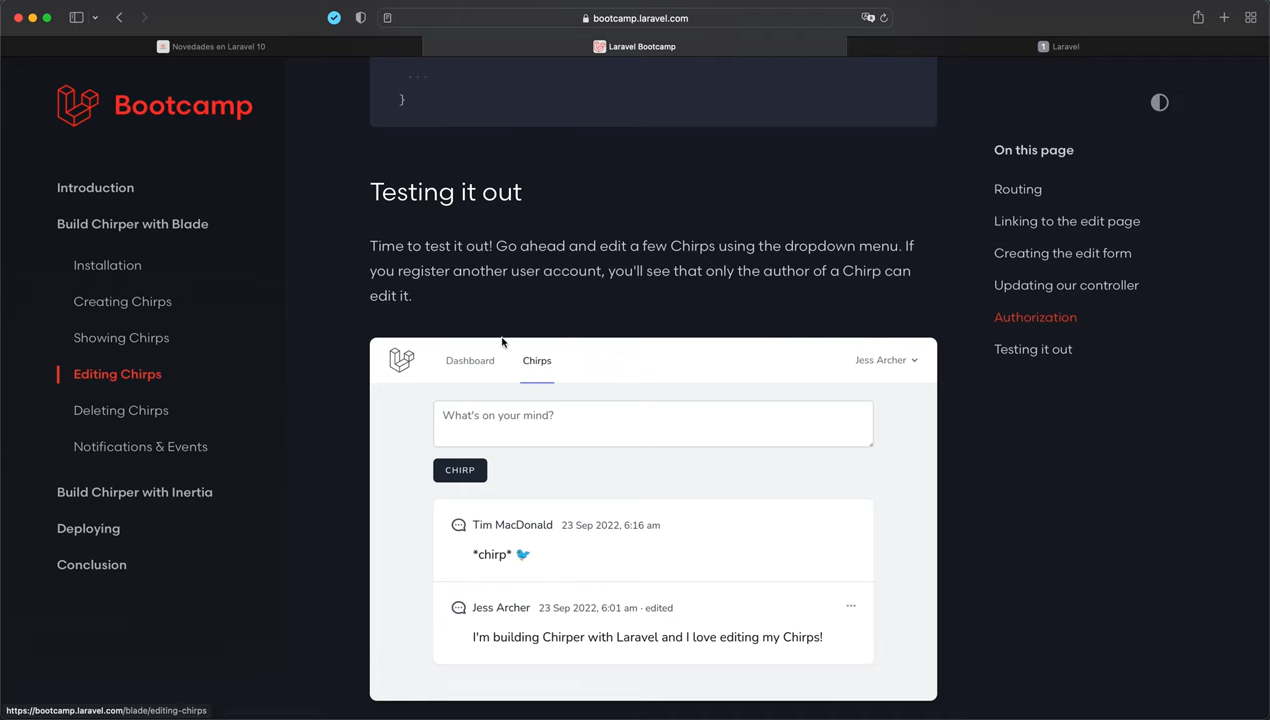 bootcamp.laravel.com
Novedades en Laravel 10
Laravel Bootcamp
1 Laravel
Bootcamp
Introduction
Build Chirper with Blade
Installation
Creating Chirps
Showing Chirps
Editing Chirps
Deleting Chirps
Notifications & Events
Build Chirper with Inertia
Deploying
Conclusion
...
}
Testing it out
Time to test it out! Go ahead and edit a few Chirps using the dropdown menu. If
you register another user account, you'll see that only the author of a Chirp can
edit it.
Dashboard Chirps Jess Archer
What's on your mind?
CHIRP
Tim MacDonald 23 Sep 2022, 6:16 am
*chirp* 🐦
Jess Archer 23 Sep 2022, 6:01 am · edited ...
I'm building Chirper with Laravel and I love editing my Chirps!
On this page
Routing
Linking to the edit page
Creating the edit form
Updating our controller
Authorization
Testing it out
https://bootcamp.laravel.com/blade/editing-chirps